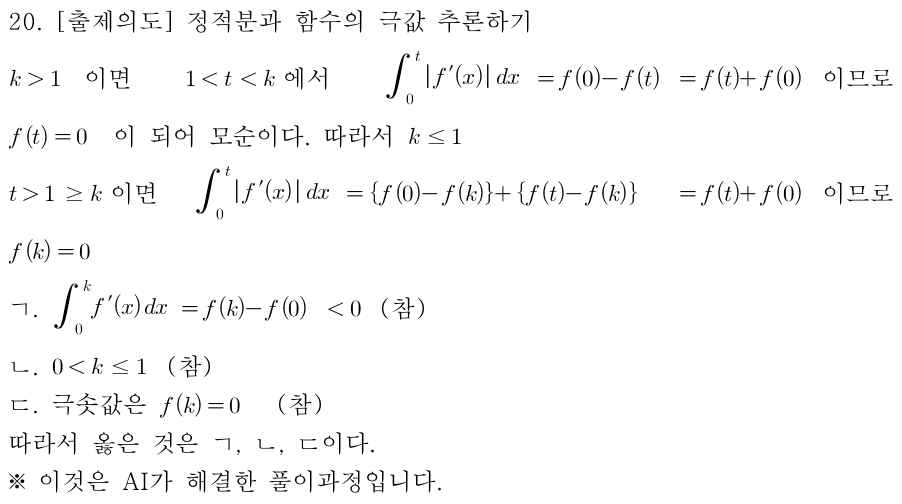 20. [출제의도] 정적분과 함수의 극값 추론하기
k > 1 이면 1 < t < k 에서 ∫₀ᵗ |f′(x)| dx = f(0)−f(t) = f(t)+f(0) 이므로
f(t) = 0 이 되어 모순이다. 따라서 k ≤ 1
t > 1 ≥ k 이면 ∫₀ᵗ |f′(x)| dx = {f(0)−f(k)}+{f(t)−f(k)} = f(t)+f(0) 이므로
f(k) = 0
ㄱ. ∫₀ᵏ f′(x) dx = f(k)−f(0) < 0 (참)
ㄴ. 0 < k ≤ 1 (참)
ㄷ. 극솟값은 f(k) = 0 (참)
따라서 옳은 것은 ㄱ, ㄴ, ㄷ이다.
※ 이것은 AI가 해결한 풀이과정입니다.